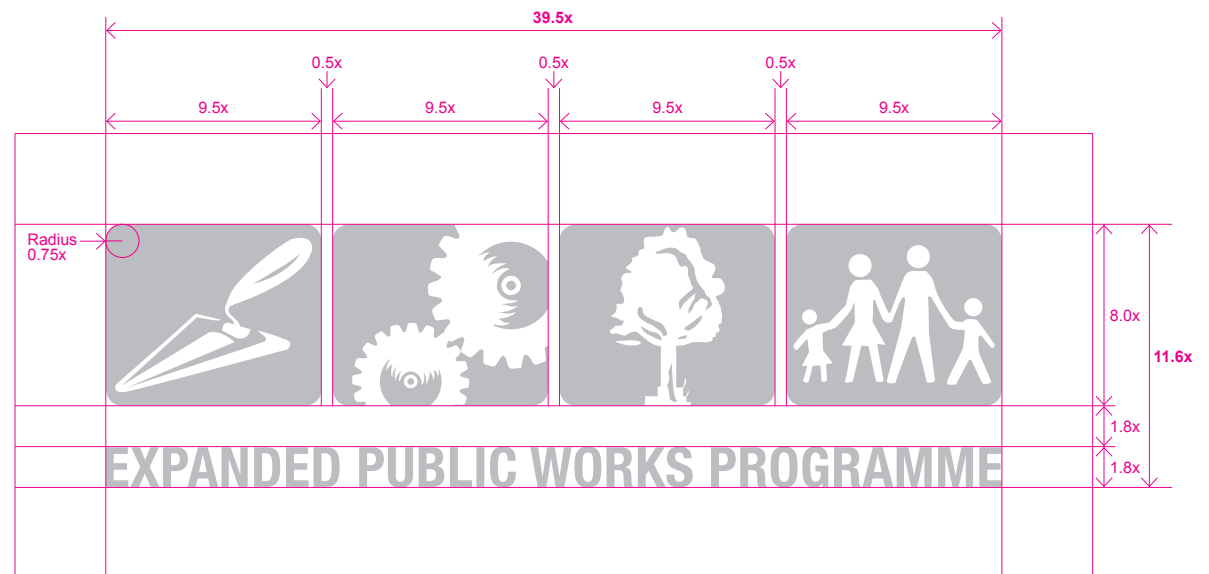 39.5x
0.5x 0.5x 0.5x
9.5x 9.5x 9.5x 9.5x
Radius
0.75x
8.0x
11.6x
1.8x
EXPANDED PUBLIC WORKS PROGRAMME
1.8x